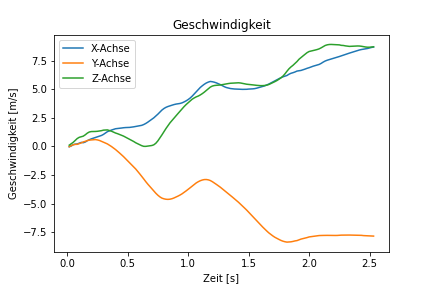 Geschwindigkeit
X-Achse
Y-Achse
Z-Achse
Geschwindigkeit [m/s]
7.5
5.0
2.5
0.0
−2.5
−5.0
−7.5
0.0 0.5 1.0 1.5 2.0 2.5
Zeit [s]